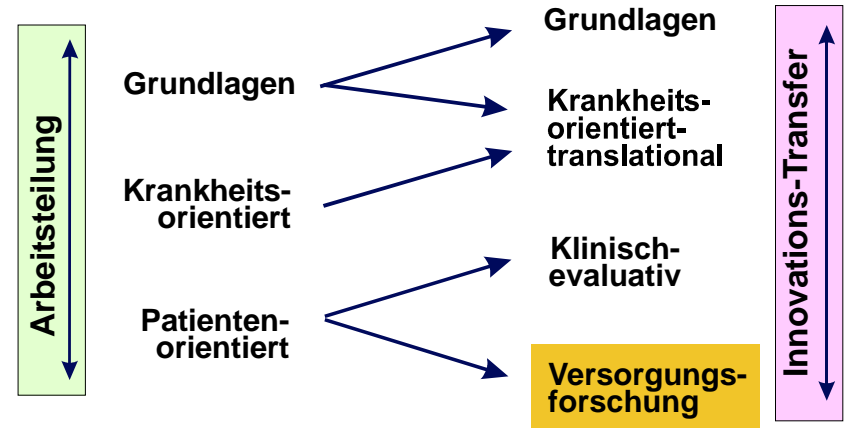 Arbeitsteilung
Grundlagen
Krankheits-
orientiert
Patienten-
orientiert
Grundlagen
Krankheits-
orientiert-
translational
Klinisch-
evaluativ
Versorgungs-
forschung
Innovations-Transfer